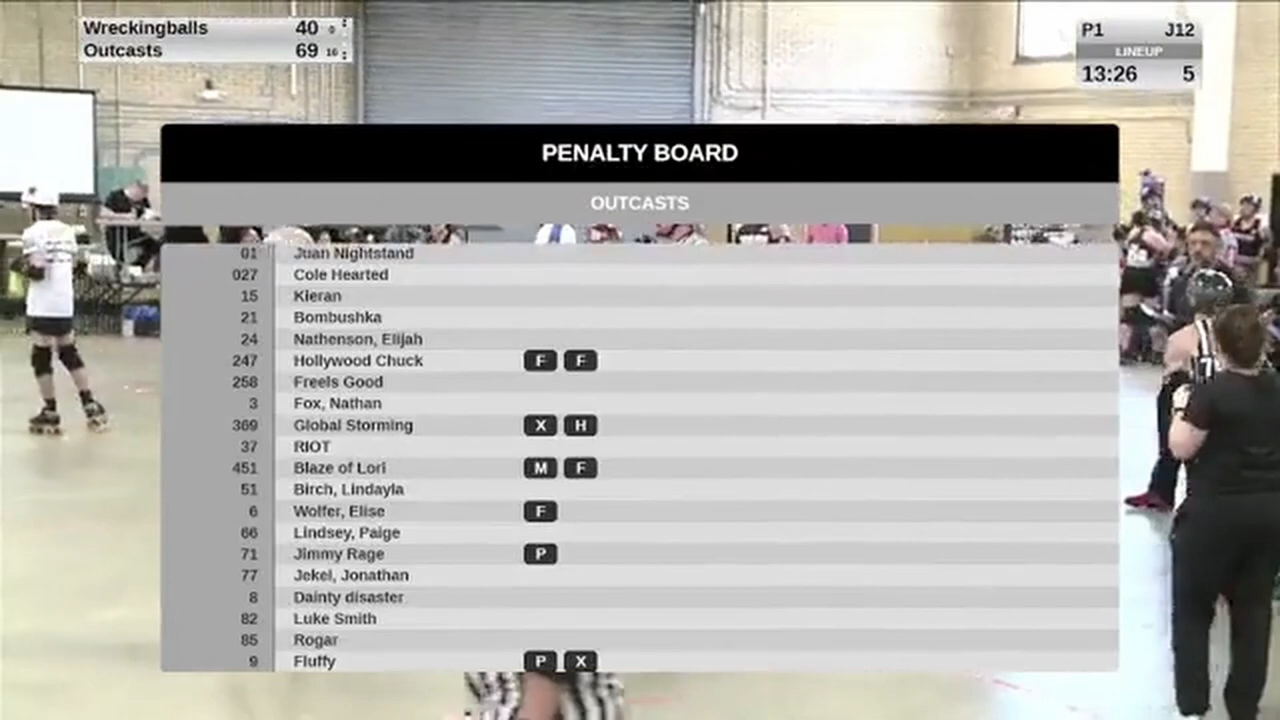 Wreckingballs 40 0
Outcasts 69 16
P1 J12
LINEUP
13:26 5
PENALTY BOARD
OUTCASTS
01 Juan Nightstand
027 Cole Hearted
15 Kieran
21 Bombushka
24 Nathenson, Elijah
247 Hollywood Chuck F F
258 Freels Good
3 Fox, Nathan
369 Global Storming X H
37 RIOT
451 Blaze of Lori M F
51 Birch, Lindayla
6 Wolfer, Elise F
66 Lindsey, Paige
71 Jimmy Rage P
77 Jekel, Jonathan
8 Dainty disaster
82 Luke Smith
85 Rogar
9 Fluffy P X